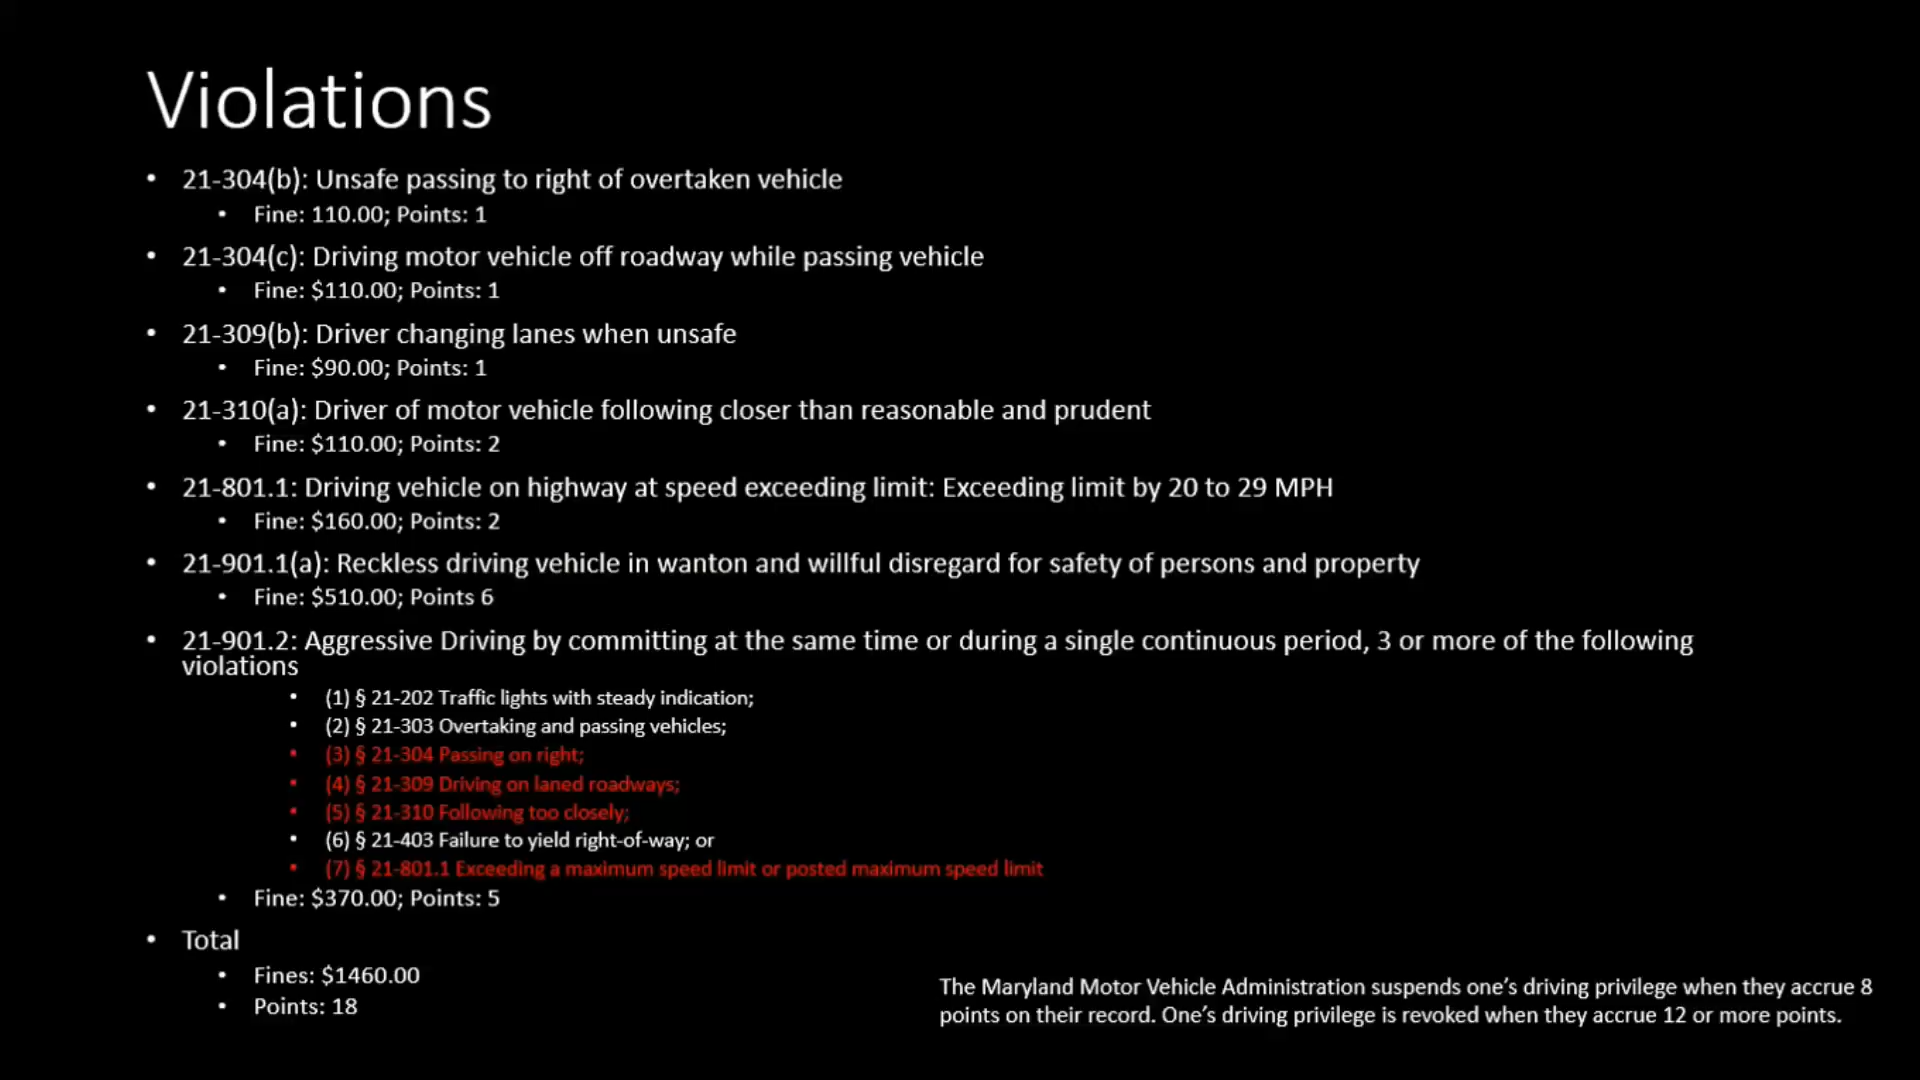 Violations
• 21-304(b): Unsafe passing to right of overtaken vehicle
• Fine: 110.00; Points: 1
• 21-304(c): Driving motor vehicle off roadway while passing vehicle
• Fine: $110.00; Points: 1
• 21-309(b): Driver changing lanes when unsafe
• Fine: $90.00; Points: 1
• 21-310(a): Driver of motor vehicle following closer than reasonable and prudent
• Fine: $110.00; Points: 2
• 21-801.1: Driving vehicle on highway at speed exceeding limit: Exceeding limit by 20 to 29 MPH
• Fine: $160.00; Points: 2
• 21-901.1(a): Reckless driving vehicle in wanton and willful disregard for safety of persons and property
• Fine: $510.00; Points 6
• 21-901.2: Aggressive Driving by committing at the same time or during a single continuous period, 3 or more of the following
violations
• (1) § 21-202 Traffic lights with steady indication;
• (2) § 21-303 Overtaking and passing vehicles;
• (3) § 21-304 Passing on right;
• (4) § 21-309 Driving on laned roadways;
• (5) § 21-310 Following too closely;
• (6) § 21-403 Failure to yield right-of-way; or
• (7) § 21-801.1 Exceeding a maximum speed limit or posted maximum speed limit
• Fine: $370.00; Points: 5
• Total
• Fines: $1460.00
• Points: 18
The Maryland Motor Vehicle Administration suspends one’s driving privilege when they accrue 8
points on their record. One’s driving privilege is revoked when they accrue 12 or more points.